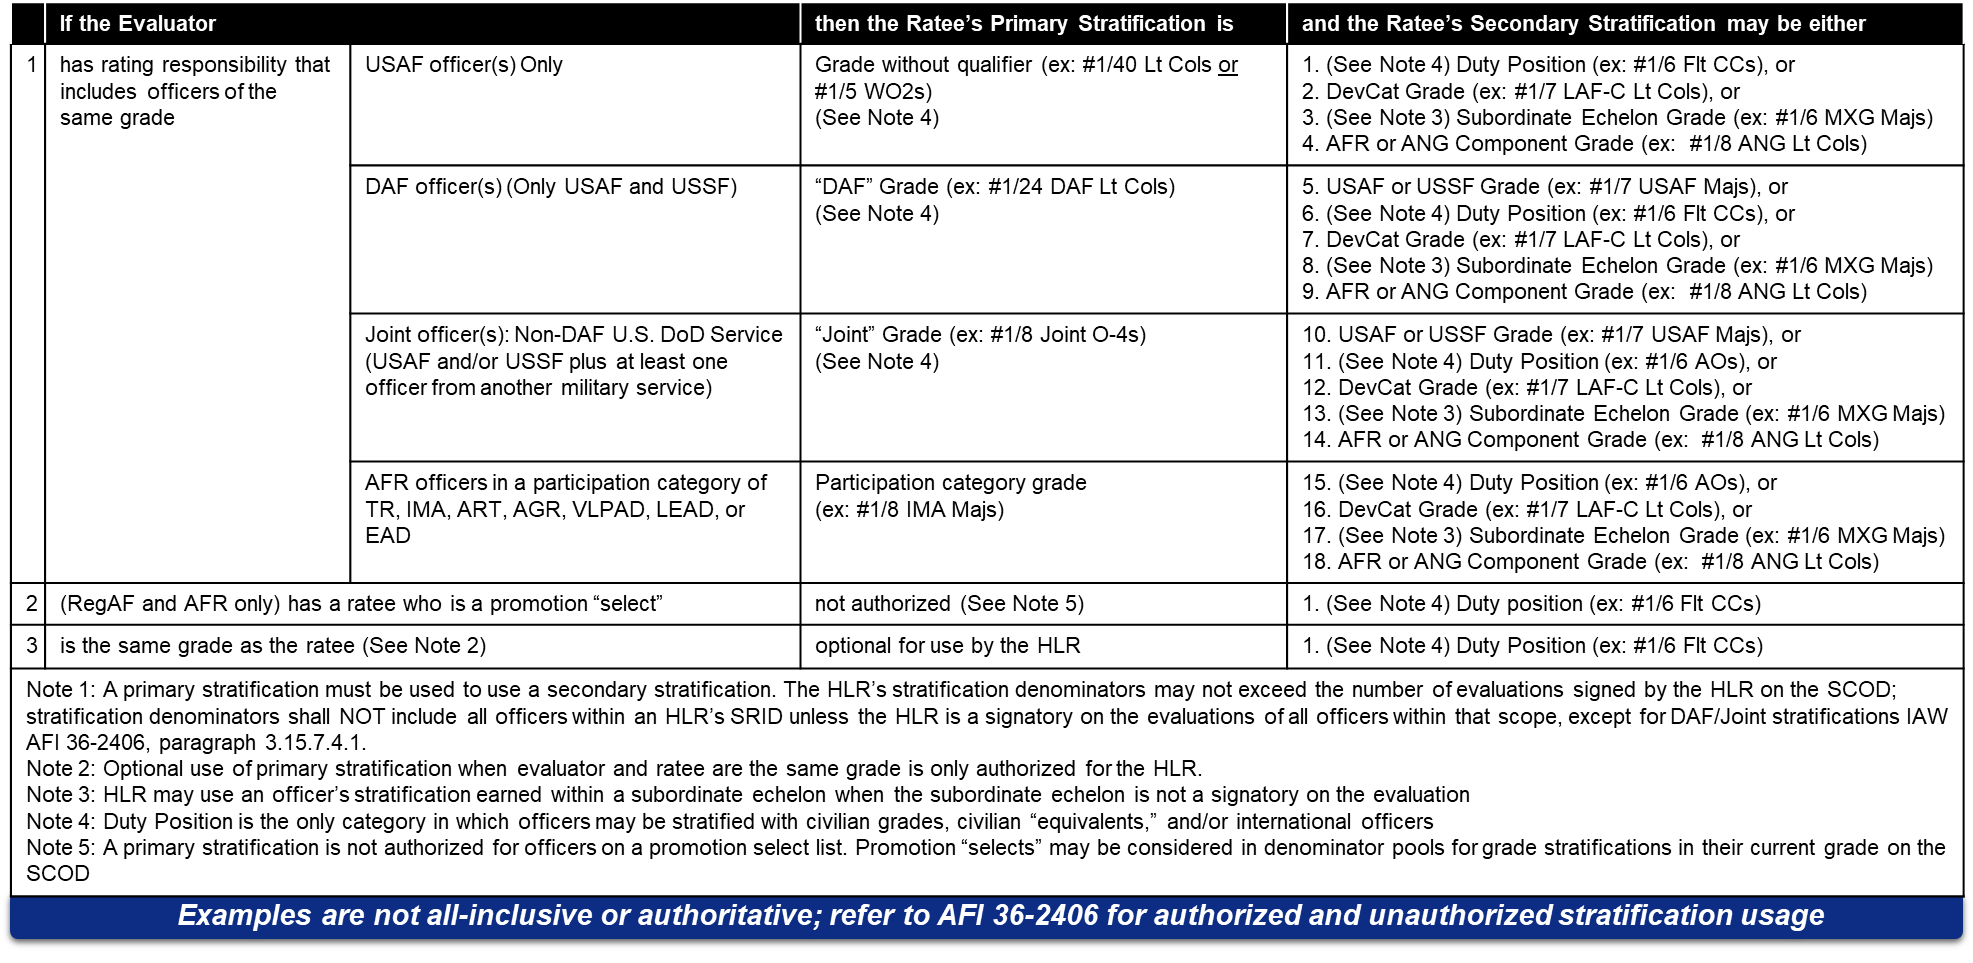 If the Evaluator
then the Ratee’s Primary Stratification is
and the Ratee’s Secondary Stratification may be either
1
has rating responsibility that
includes officers of the
same grade
USAF officer(s) Only
Grade without qualifier (ex: #1/40 Lt Cols or
#1/5 WO2s)
(See Note 4)
1. (See Note 4) Duty Position (ex: #1/6 Flt CCs), or
2. DevCat Grade (ex: #1/7 LAF-C Lt Cols), or
3. (See Note 3) Subordinate Echelon Grade (ex: #1/6 MXG Majs)
4. AFR or ANG Component Grade (ex: #1/8 ANG Lt Cols)
DAF officer(s) (Only USAF and USSF)
“DAF” Grade (ex: #1/24 DAF Lt Cols)
(See Note 4)
5. USAF or USSF Grade (ex: #1/7 USAF Majs), or
6. (See Note 4) Duty Position (ex: #1/6 Flt CCs), or
7. DevCat Grade (ex: #1/7 LAF-C Lt Cols), or
8. (See Note 3) Subordinate Echelon Grade (ex: #1/6 MXG Majs)
9. AFR or ANG Component Grade (ex: #1/8 ANG Lt Cols)
Joint officer(s): Non-DAF U.S. DoD Service
(USAF and/or USSF plus at least one
officer from another military service)
“Joint” Grade (ex: #1/8 Joint O-4s)
(See Note 4)
10. USAF or USSF Grade (ex: #1/7 USAF Majs), or
11. (See Note 4) Duty Position (ex: #1/6 AOs), or
12. DevCat Grade (ex: #1/7 LAF-C Lt Cols), or
13. (See Note 3) Subordinate Echelon Grade (ex: #1/6 MXG Majs)
14. AFR or ANG Component Grade (ex: #1/8 ANG Lt Cols)
AFR officers in a participation category of
TR, IMA, ART, AGR, VLPAD, LEAD, or
EAD
Participation category grade
(ex: #1/8 IMA Majs)
15. (See Note 4) Duty Position (ex: #1/6 AOs), or
16. DevCat Grade (ex: #1/7 LAF-C Lt Cols), or
17. (See Note 3) Subordinate Echelon Grade (ex: #1/6 MXG Majs)
18. AFR or ANG Component Grade (ex: #1/8 ANG Lt Cols)
2
(RegAF and AFR only) has a ratee who is a promotion “select”
not authorized (See Note 5)
1. (See Note 4) Duty position (ex: #1/6 Flt CCs)
3
is the same grade as the ratee (See Note 2)
optional for use by the HLR
1. (See Note 4) Duty Position (ex: #1/6 Flt CCs)
Note 1: A primary stratification must be used to use a secondary stratification. The HLR’s stratification denominators may not exceed the number of evaluations signed by the HLR on the SCOD;
stratification denominators shall NOT include all officers within an HLR’s SRID unless the HLR is a signatory on the evaluations of all officers within that scope, except for DAF/Joint stratifications IAW
AFI 36-2406, paragraph 3.15.7.4.1.
Note 2: Optional use of primary stratification when evaluator and ratee are the same grade is only authorized for the HLR.
Note 3: HLR may use an officer’s stratification earned within a subordinate echelon when the subordinate echelon is not a signatory on the evaluation
Note 4: Duty Position is the only category in which officers may be stratified with civilian grades, civilian “equivalents,” and/or international officers
Note 5: A primary stratification is not authorized for officers on a promotion select list. Promotion “selects” may be considered in denominator pools for grade stratifications in their current grade on the
SCOD
Examples are not all-inclusive or authoritative; refer to AFI 36-2406 for authorized and unauthorized stratification usage